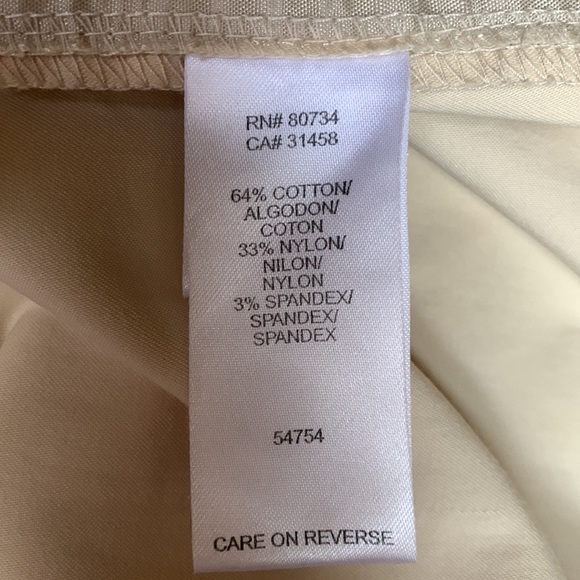 RN# 80734
CA# 31458
64% COTTON/
ALGODON/
COTON
33% NYLON/
NILON/
NYLON
3% SPANDEX/
SPANDEX/
SPANDEX
54754
CARE ON REVERSE